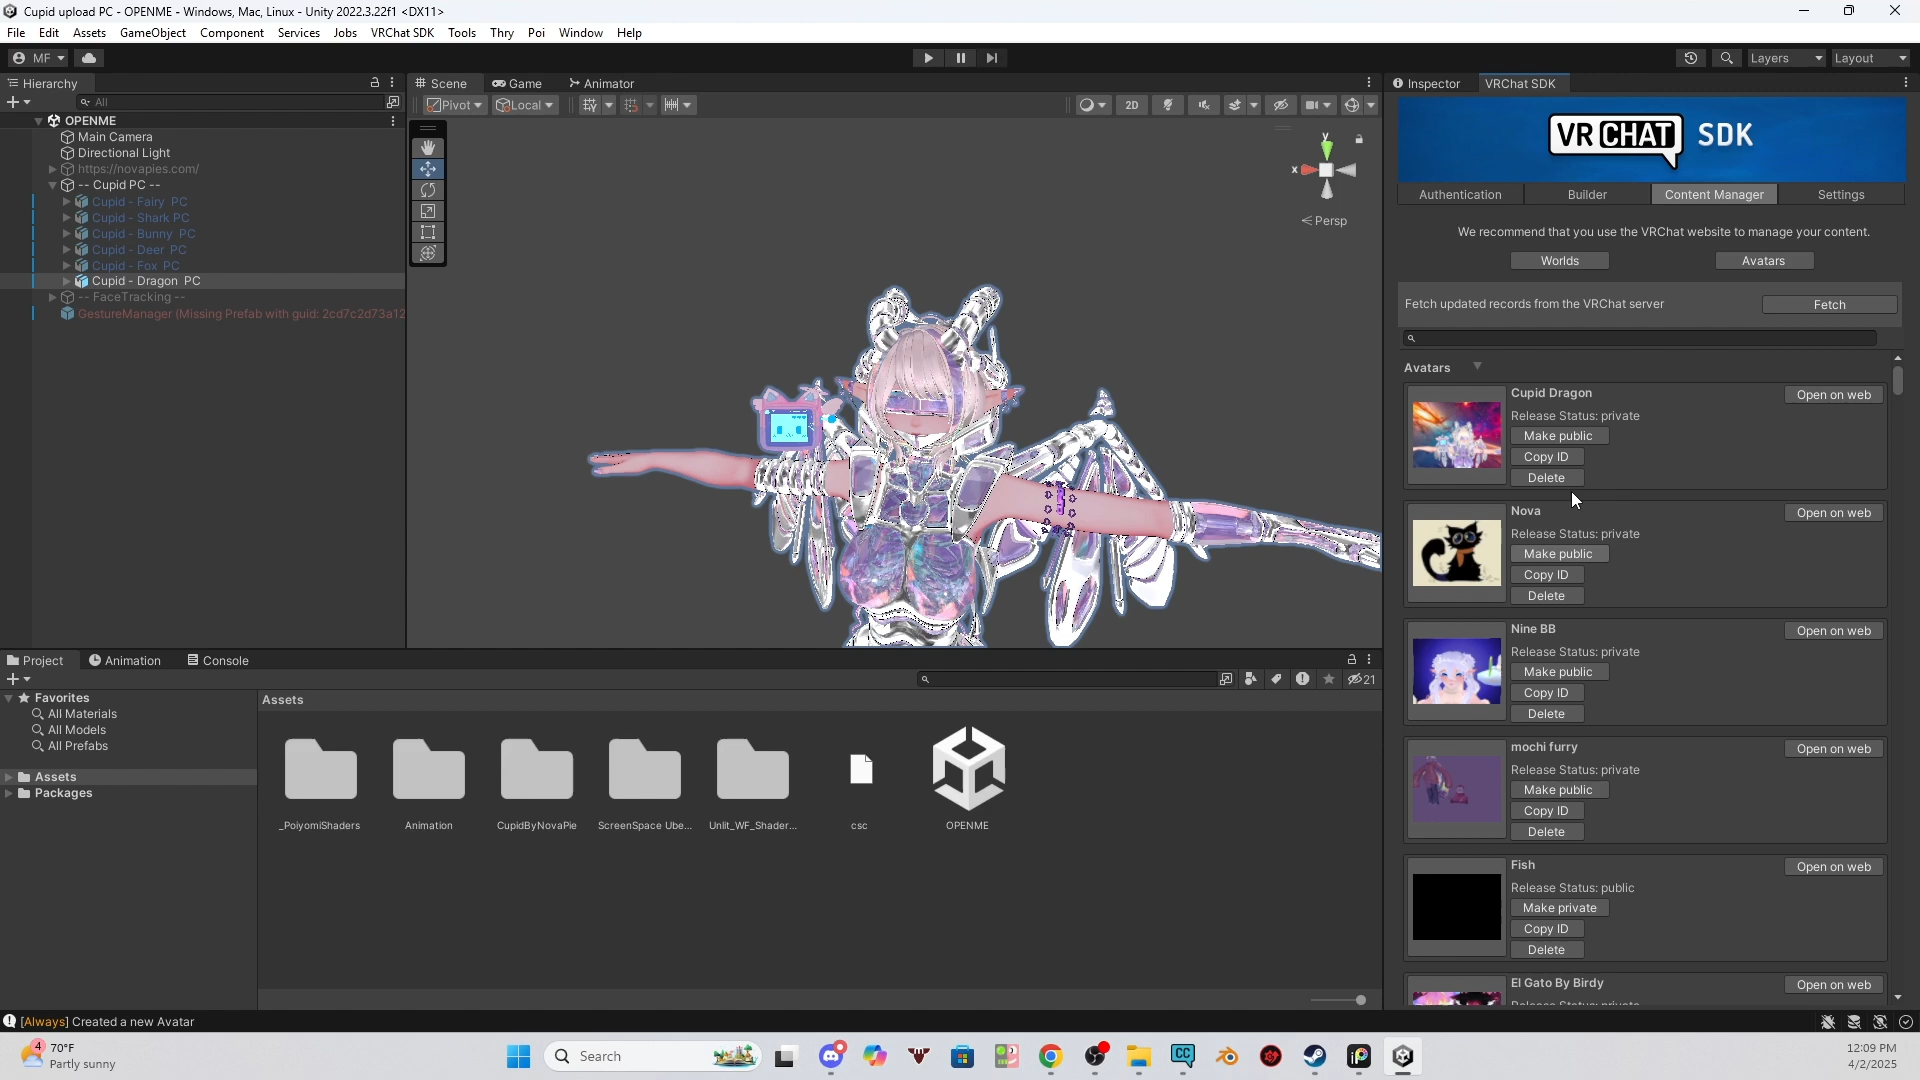 Cupid upload PC - OPENME - Windows, Mac, Linux - Unity 2022.3.22f1 <DX11>
File Edit Assets GameObject Component Services Jobs VRChat SDK Tools Thry Poi Window Help
MF Layers Layout
Hierarchy
All
OPENME
Main Camera
Directional Light
https://novapies.com/
-- Cupid PC --
Cupid - Fairy PC
Cupid - Shark PC
Cupid - Bunny PC
Cupid - Deer PC
Cupid - Fox PC
Cupid - Dragon PC
-- FaceTracking --
GestureManager (Missing Prefab with guid: 2cd7c2d73a12
Scene Game Animator
Pivot Local 2D
y
x
Persp
Inspector VRChat SDK
VRCHAT SDK
Authentication Builder Content Manager Settings
We recommend that you use the VRChat website to manage your content.
Worlds Avatars
Fetch updated records from the VRChat server Fetch
Avatars
Cupid Dragon Open on web
Release Status: private
Make public
Copy ID
Delete
Nova Open on web
Release Status: private
Make public
Copy ID
Delete
Nine BB Open on web
Release Status: private
Make public
Copy ID
Delete
mochi furry Open on web
Release Status: private
Make public
Copy ID
Delete
Fish Open on web
Release Status: public
Make private
Copy ID
Delete
El Gato By Birdy Open on web
Release Status: private
Project Animation Console
21
Favorites
All Materials
All Models
All Prefabs
Assets
Packages
Assets
_PoiyomiShaders Animation CupidByNovaPie ScreenSpace Ube... Unlit_WF_Shader... csc OPENME
[Always] Created a new Avatar
4
70°F
Partly sunny
Search
CC
12:09 PM
4/2/2025